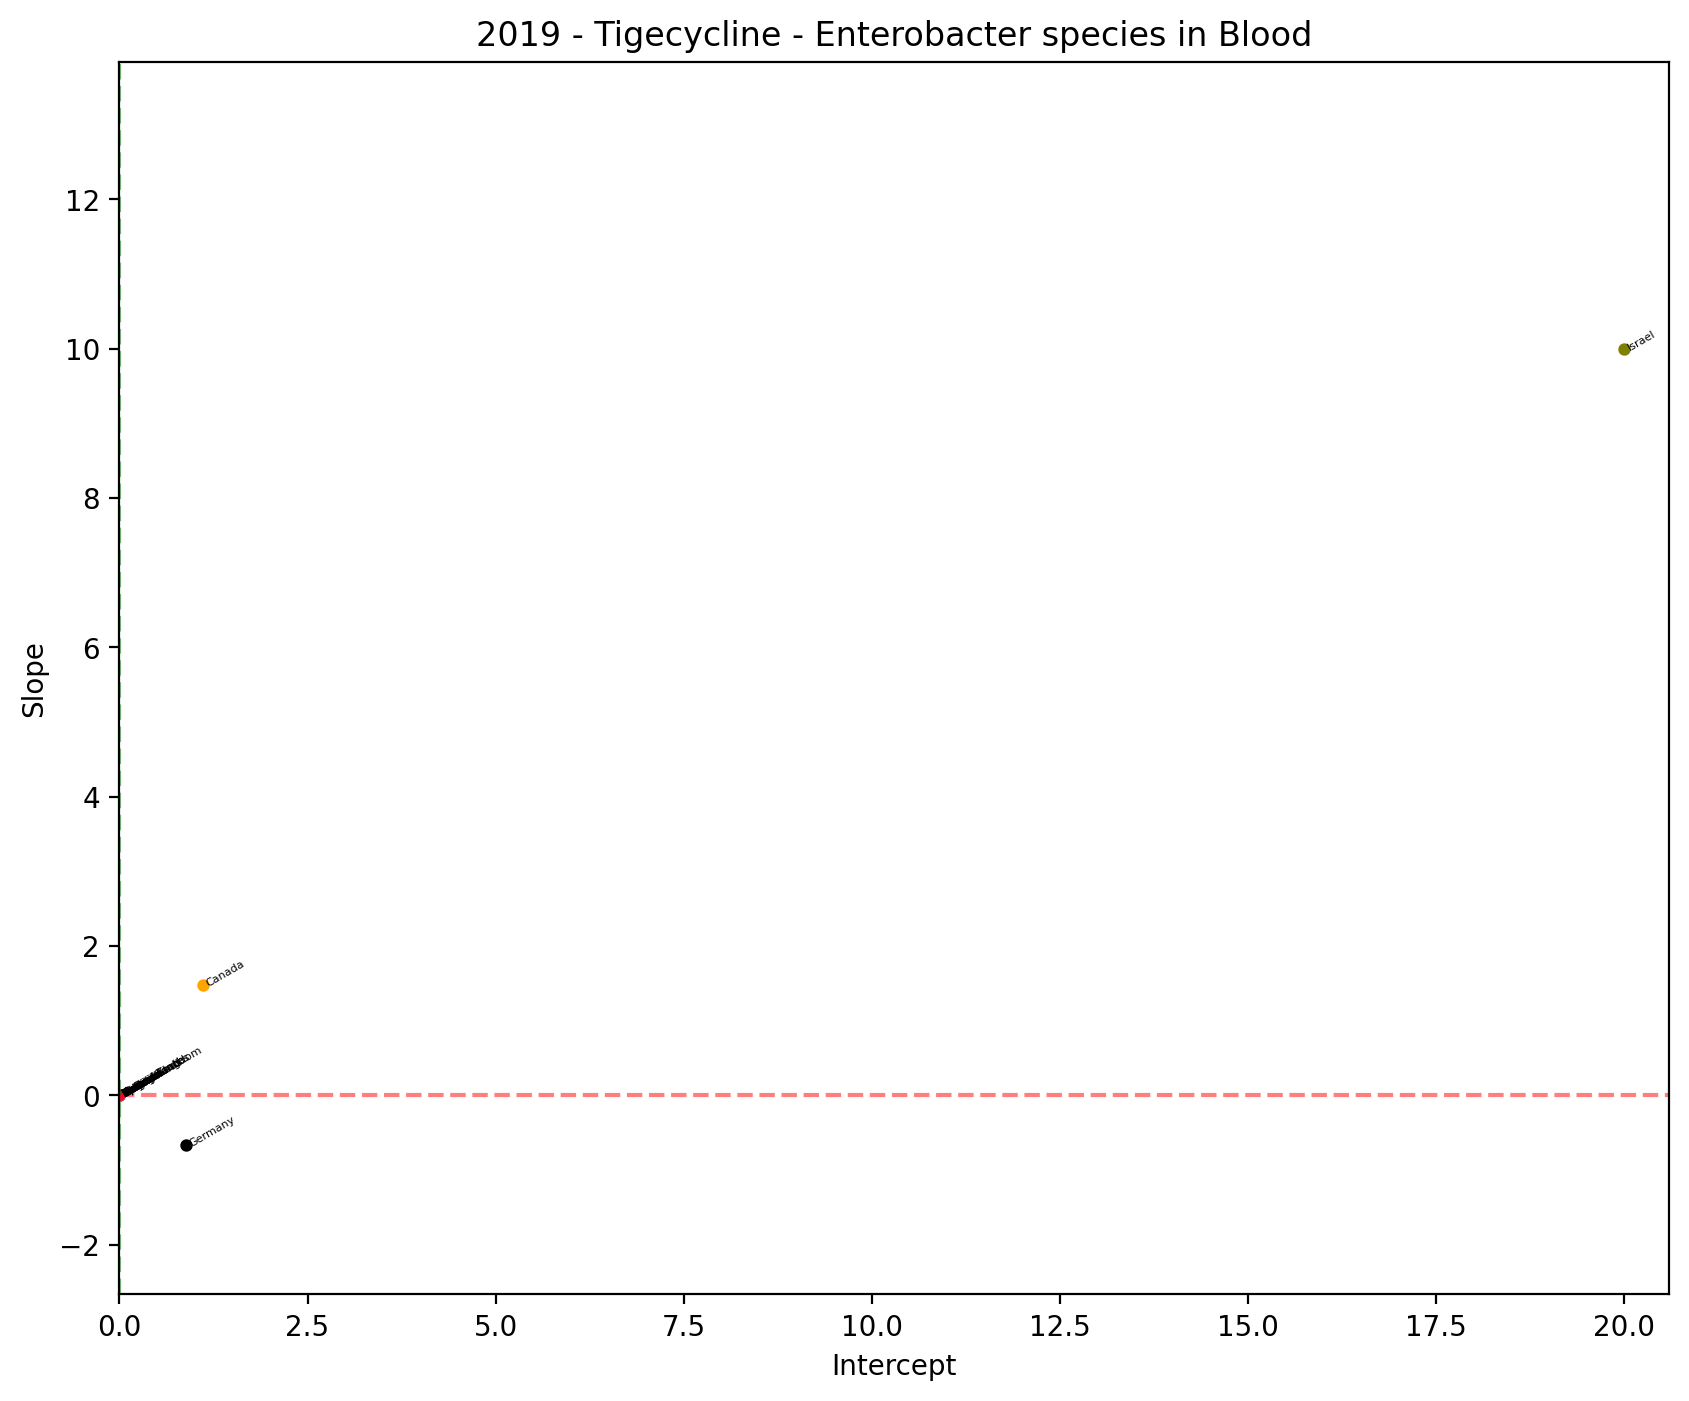 2019 - Tigecycline - Enterobacter species in Blood
12
10
8
6
4
2
0
−2
Slope
Israel
Canada
Germany
0.0 2.5 5.0 7.5 10.0 12.5 15.0 17.5 20.0
Intercept